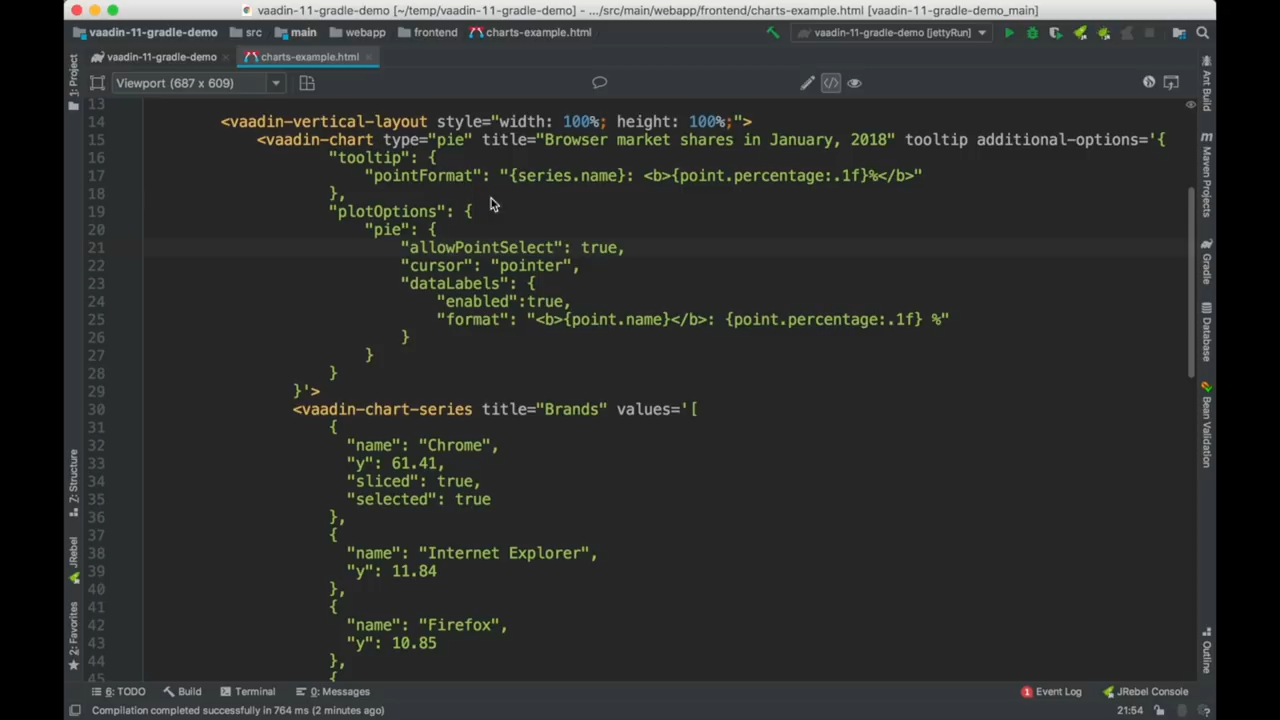 vaadin-11-gradle-demo [~/temp/vaadin-11-gradle-demo] - .../src/main/webapp/frontend/charts-example.html [vaadin-11-gradle-demo_main]
vaadin-11-gradle-demo src main webapp frontend charts-example.html vaadin-11-gradle-demo [jettyRun]
vaadin-11-gradle-demo charts-example.html
Viewport (687 x 609)
13
14 <vaadin-vertical-layout style="width: 100%; height: 100%;">
15 <vaadin-chart type="pie" title="Browser market shares in January, 2018" tooltip additional-options='{
16 "tooltip": {
17 "pointFormat": "{series.name}: <b>{point.percentage:.1f}%</b>"
18 },
19 "plotOptions": {
20 "pie": {
21 "allowPointSelect": true,
22 "cursor": "pointer",
23 "dataLabels": {
24 "enabled":true,
25 "format": "<b>{point.name}</b>: {point.percentage:.1f} %"
26 }
27 }
28 }
29 }'>
30 <vaadin-chart-series title="Brands" values='[
31 {
32 "name": "Chrome",
33 "y": 61.41,
34 "sliced": true,
35 "selected": true
36 },
37 {
38 "name": "Internet Explorer",
39 "y": 11.84
40 },
41 {
42 "name": "Firefox",
43 "y": 10.85
44 },
45 {
1: Project
Z: Structure
JRebel
2: Favorites
Ant Build
Maven Projects
Gradle
Database
Bean Validation
Outline
6: TODO Build Terminal 0: Messages 1 Event Log JRebel Console
Compilation completed successfully in 764 ms (2 minutes ago) 21:54